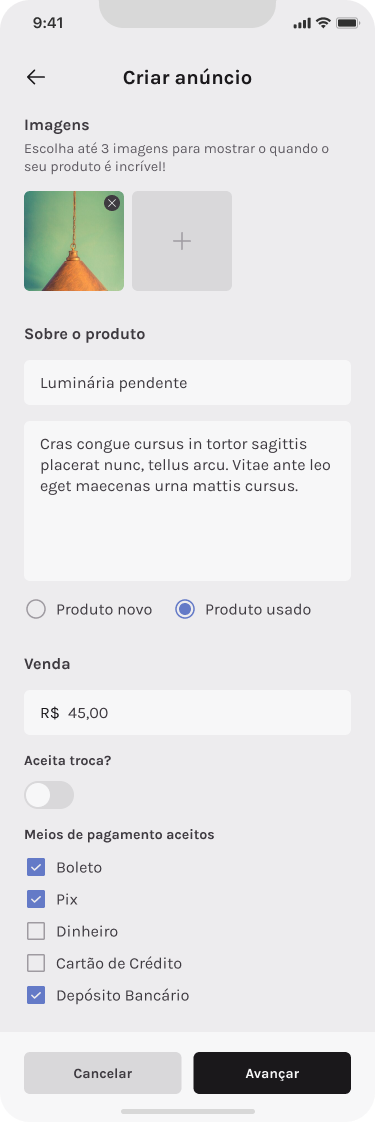 9:41
Criar anúncio
Imagens
Escolha até 3 imagens para mostrar o quando o
seu produto é incrível!
Sobre o produto
Luminária pendente
Cras congue cursus in tortor sagittis
placerat nunc, tellus arcu. Vitae ante leo
eget maecenas urna mattis cursus.
Produto novo Produto usado
Venda
R$ 45,00
Aceita troca?
Meios de pagamento aceitos
Boleto
Pix
Dinheiro
Cartão de Crédito
Depósito Bancário
Cancelar Avançar